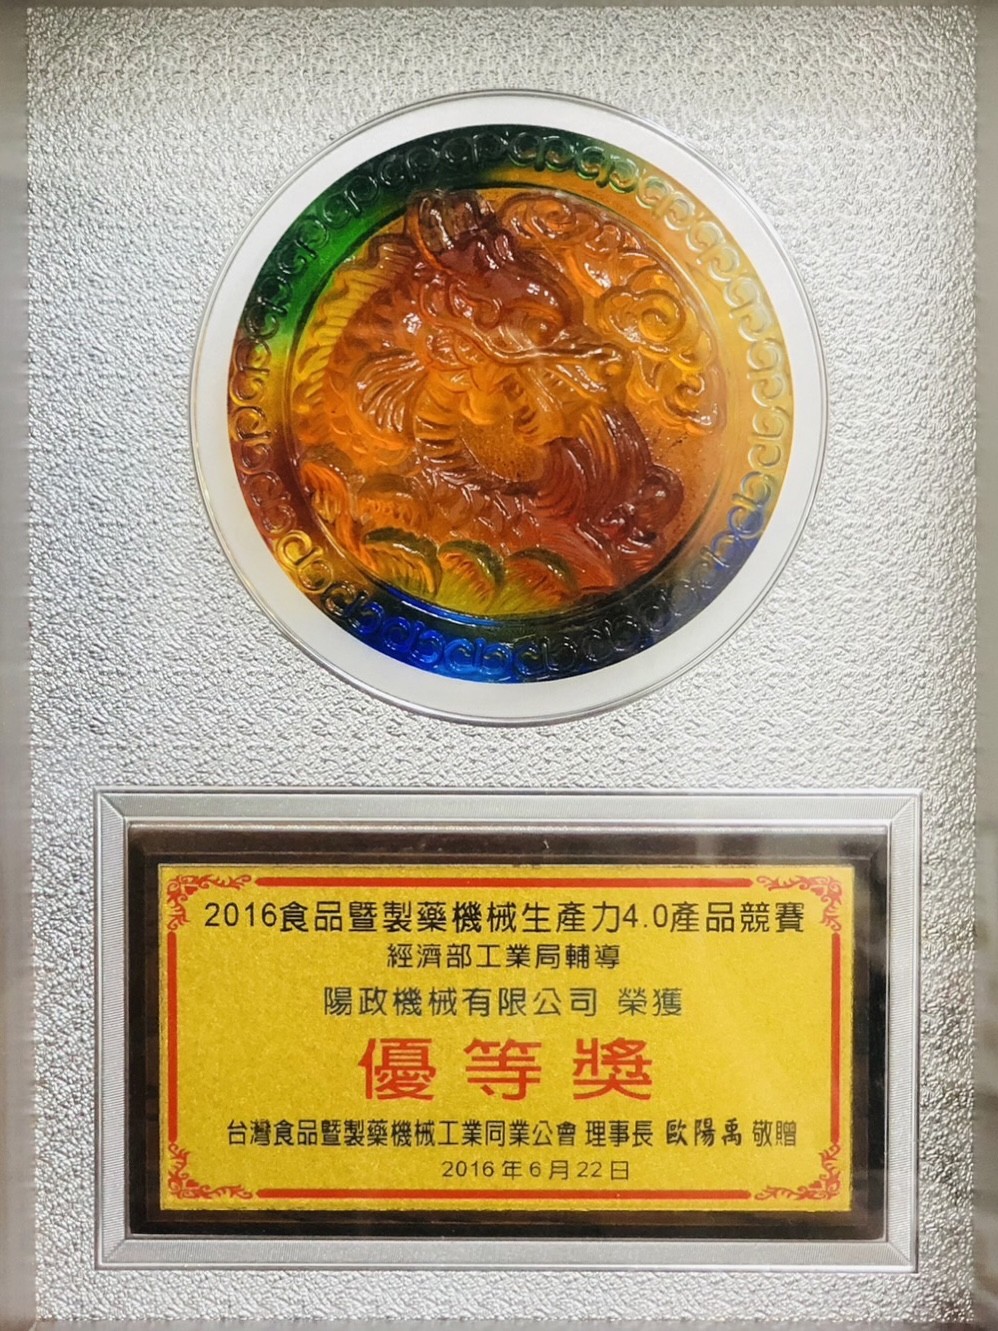 2016食品暨製藥機械生產力4.0產品競賽
經濟部工業局輔導
陽政機械有限公司 榮獲
優等獎
台灣食品暨製藥機械工業同業公會 理事長 歐陽禹 敬贈
2016年6月22日